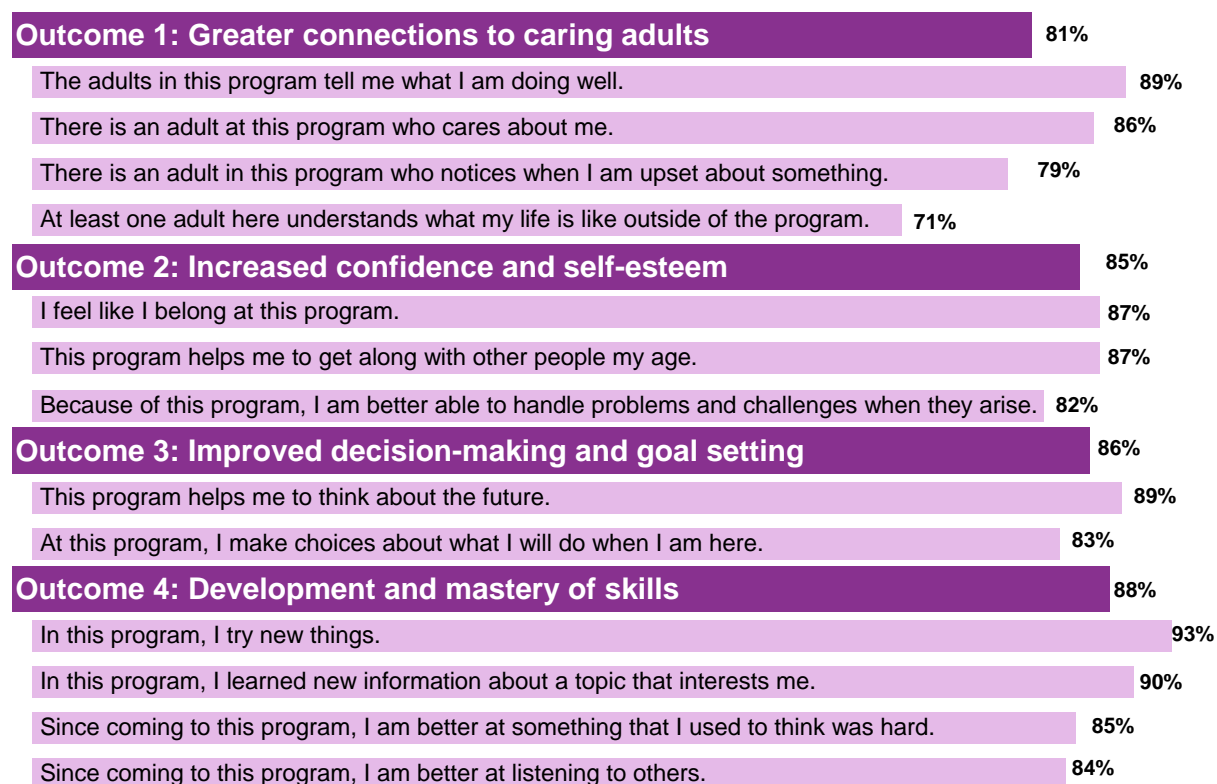 Outcome 1: Greater connections to caring adults 81%
The adults in this program tell me what I am doing well. 89%
There is an adult at this program who cares about me. 86%
There is an adult in this program who notices when I am upset about something. 79%
At least one adult here understands what my life is like outside of the program. 71%
Outcome 2: Increased confidence and self-esteem 85%
I feel like I belong at this program. 87%
This program helps me to get along with other people my age. 87%
Because of this program, I am better able to handle problems and challenges when they arise. 82%
Outcome 3: Improved decision-making and goal setting 86%
This program helps me to think about the future. 89%
At this program, I make choices about what I will do when I am here. 83%
Outcome 4: Development and mastery of skills 88%
In this program, I try new things. 93%
In this program, I learned new information about a topic that interests me. 90%
Since coming to this program, I am better at something that I used to think was hard. 85%
Since coming to this program, I am better at listening to others. 84%